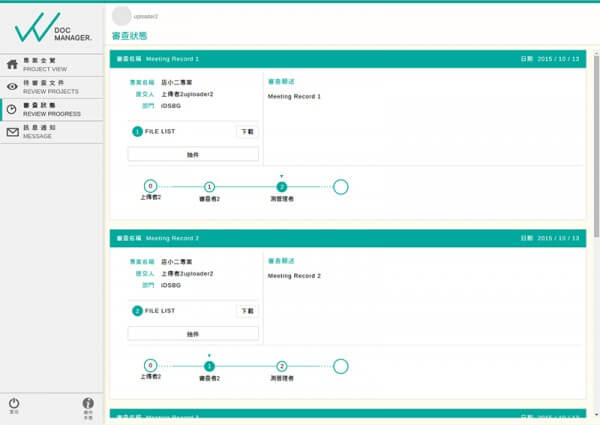 DOC
MANAGER.
uploader2
審查狀態
專案全覽
PROJECT VIEW
待審查文件
REVIEW PROJECTS
審查狀態
REVIEW PROGRESS
訊息通知
MESSAGE
審查名稱 Meeting Record 1
日期 2015 / 10 / 13
專案名稱 店小二專案
提交人 上傳者2uploader2
部門 iDSBG
審查簡述
Meeting Record 1
1 FILE LIST 下載
抽件
0 1 2
上傳者2 審查者2 測管理者
審查名稱 Meeting Record 2
日期 2015 / 10 / 13
專案名稱 店小二專案
提交人 上傳者2uploader2
部門 iDSBG
審查簡述
Meeting Record 2
2 FILE LIST 下載
抽件
0 1 2
上傳者2 審查者2 測管理者
審查名稱 Meeting Record 3
日期 2015 / 10 / 13
登出